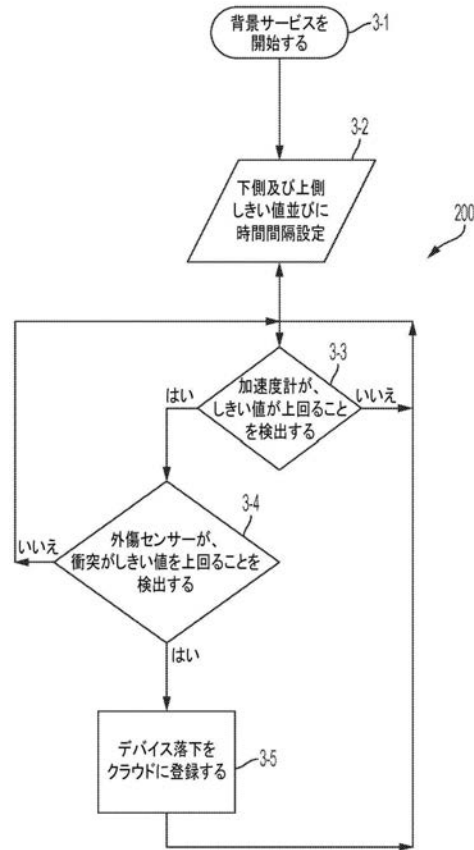 背景サービスを
開始する
3-1
3-2
下側及び上側
しきい値並びに
時間間隔設定
200
3-3
加速度計が、
しきい値が上回ること
を検出する
はい
いいえ
3-4
外傷センサーが、
衝突がしきい値を上回ることを
検出する
いいえ
はい
デバイス落下を
クラウドに登録する
3-5